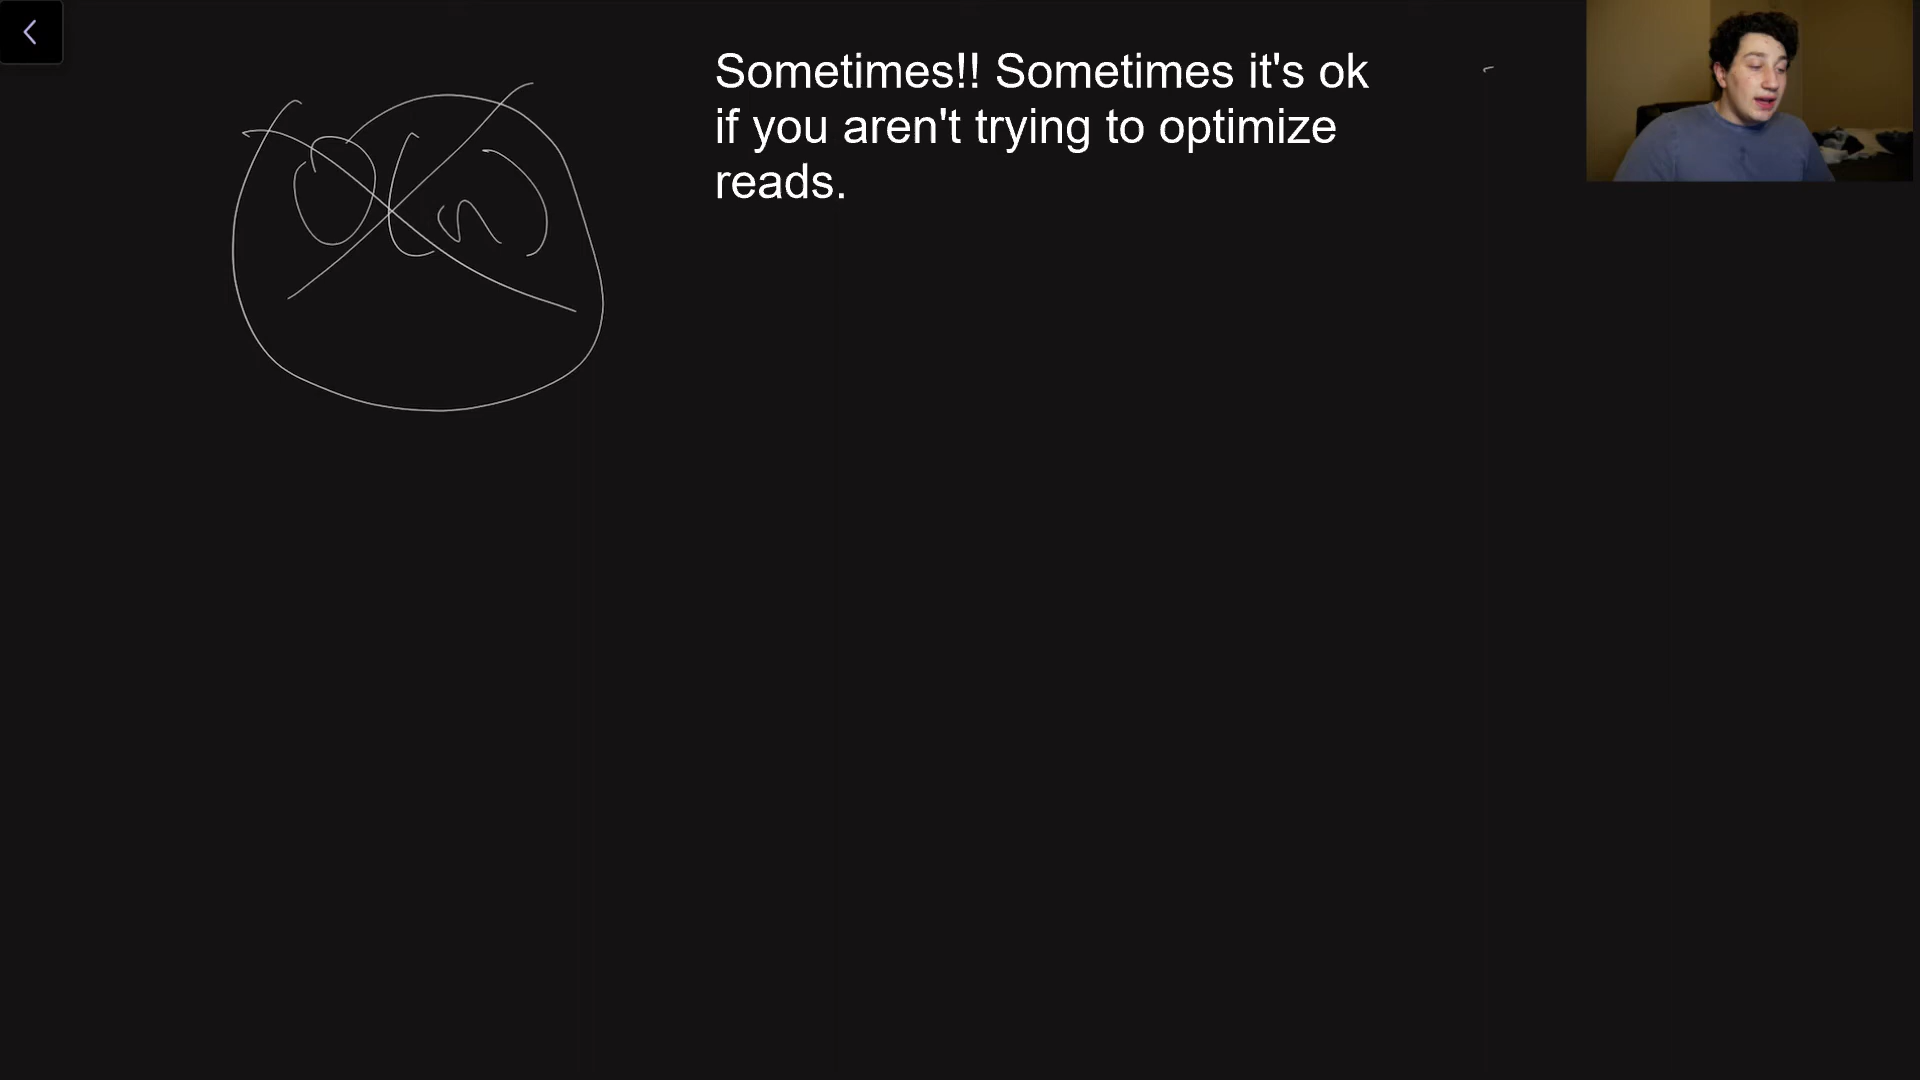 O(n)
Sometimes!! Sometimes it's ok
if you aren't trying to optimize
reads.